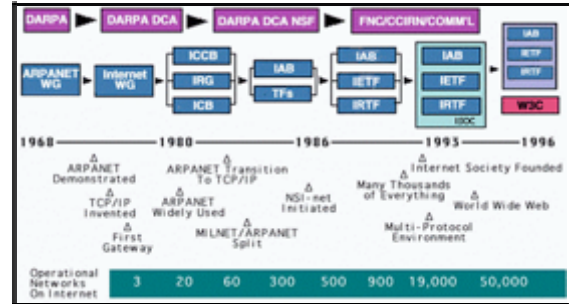 DARPA DARPA DCA DARPA DCA NSF FNC/CCIRN/COMM'L
ARPANET WG
Internet WG
ICCB
IRG
ICB
IAB
TFs
IAB
IETF
IRTF
IAB
IETF
IRTF
ISOC
IAB
IETF
IRTF
W3C
1968 1980 1986 1993 1996
ARPANET
Demonstrated
TCP/IP
Invented
First
Gateway
ARPANET Transition
To TCP/IP
ARPANET
Widely Used
MILNET/ARPANET
Split
NSI-net
Initiated
Many Thousands
of Everything
Internet Society Founded
World Wide Web
Multi-Protocol
Environment
Operational
Networks
On Internet
3 20 60 300 500 900 19,000 50,000